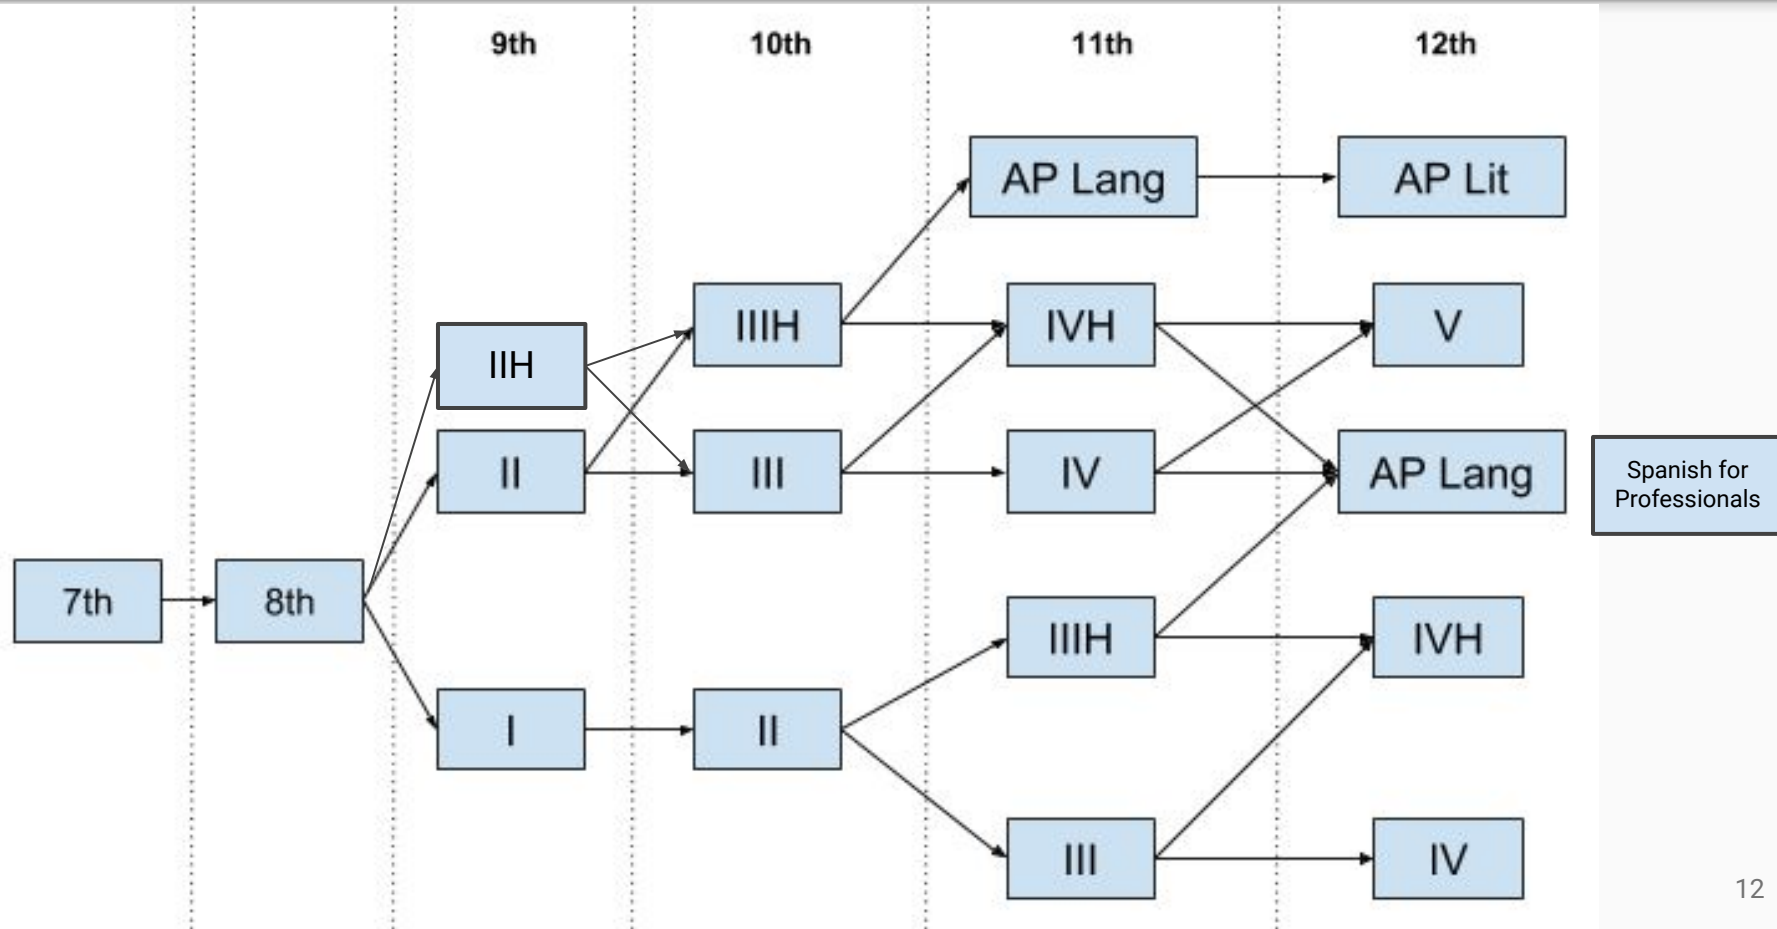 9th
10th
11th
12th
AP Lang
AP Lit
IIIH
IVH
V
IIH
II
III
IV
AP Lang
Spanish for
Professionals
7th
8th
IIIH
IVH
I
II
III
IV
12